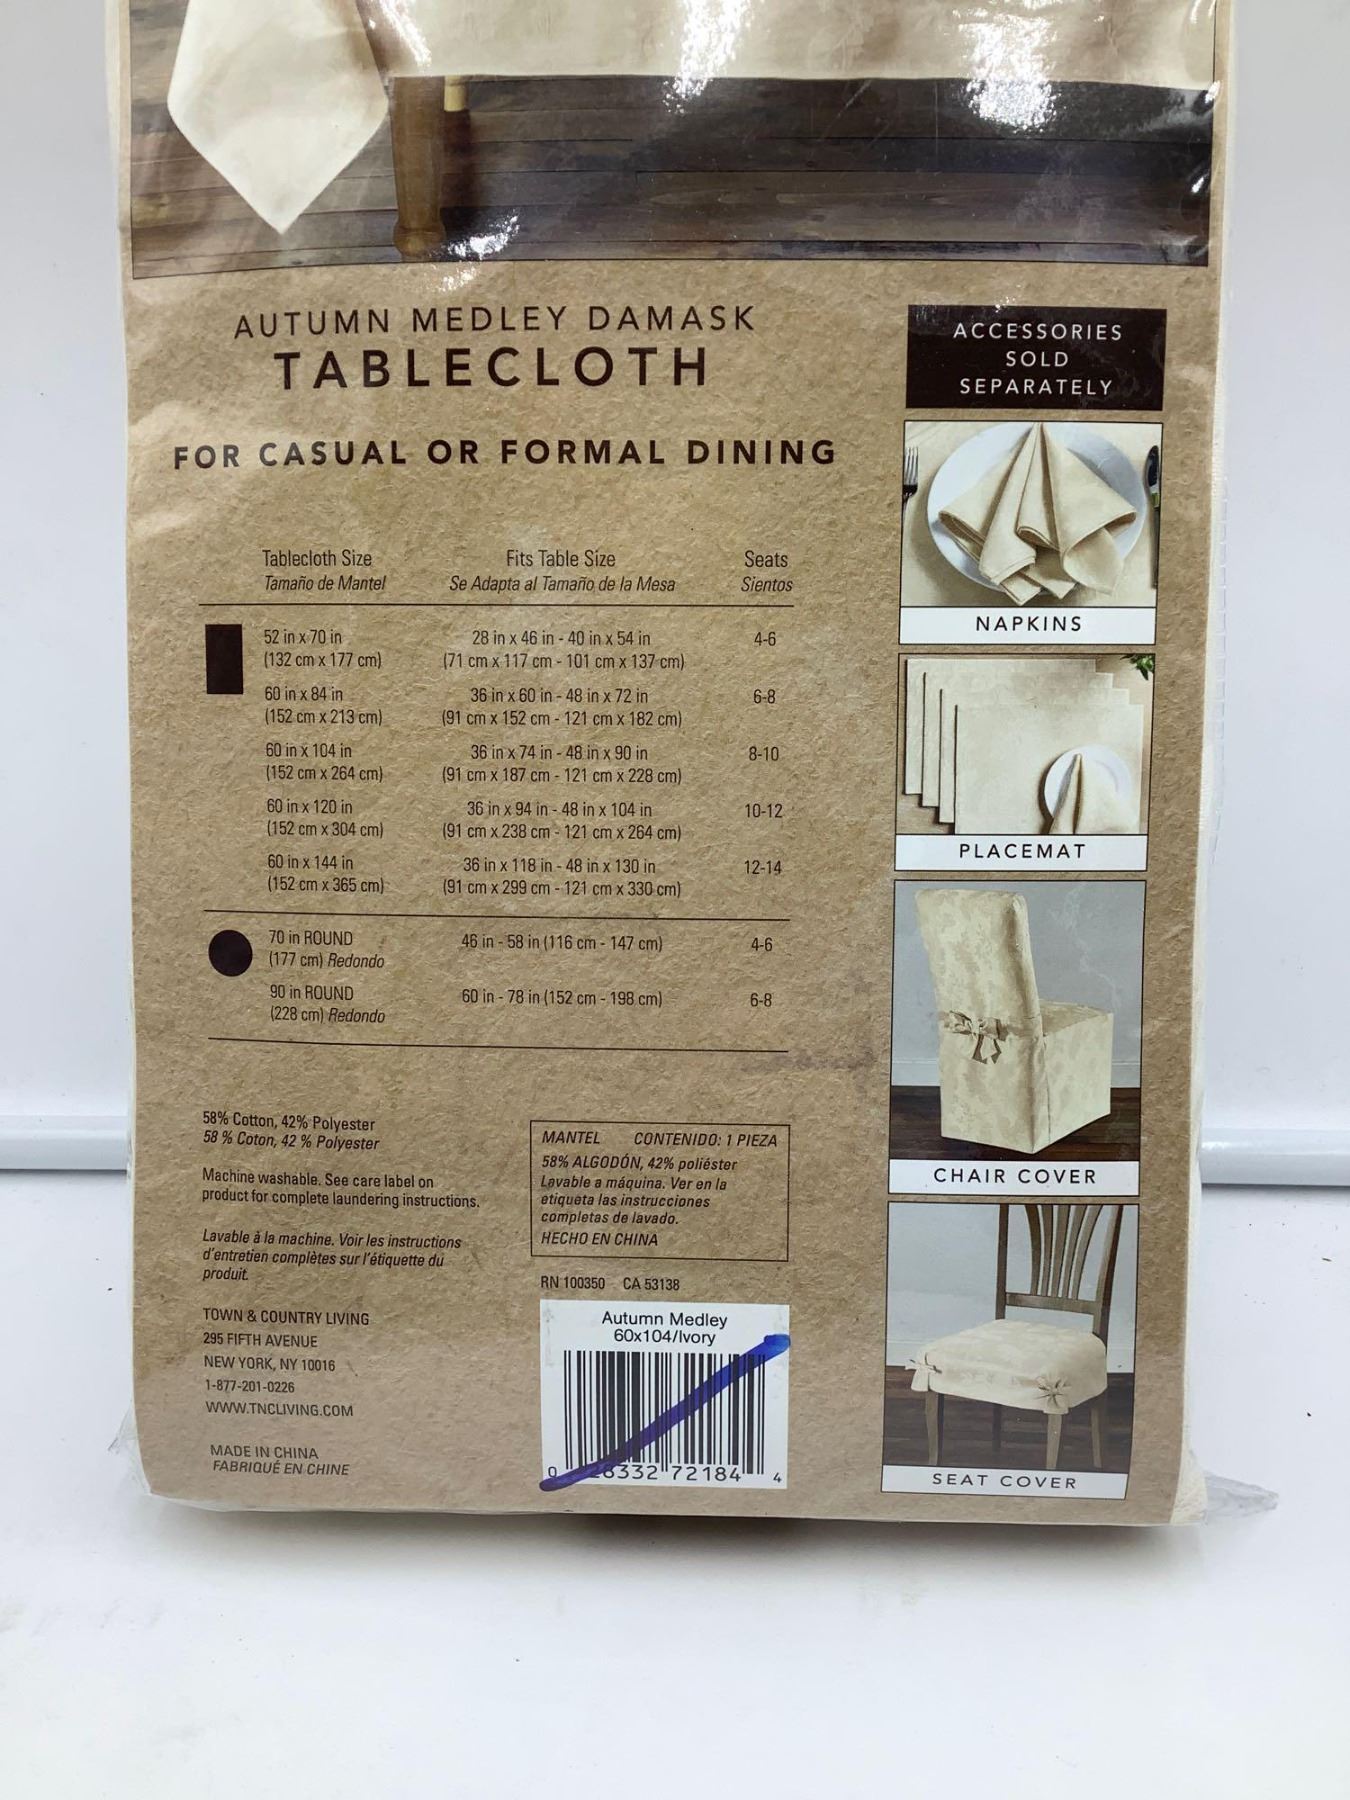 AUTUMN MEDLEY DAMASK
TABLECLOTH
FOR CASUAL OR FORMAL DINING
Tablecloth Size Fits Table Size Seats
Tamaño de Mantel Se Adapta al Tamaño de la Mesa Sientos
52 in x 70 in 28 in x 46 in - 40 in x 54 in 4-6
(132 cm x 177 cm) (71 cm x 117 cm - 101 cm x 137 cm)
60 in x 84 in 36 in x 60 in - 48 in x 72 in 6-8
(152 cm x 213 cm) (91 cm x 152 cm - 121 cm x 182 cm)
60 in x 104 in 36 in x 74 in - 48 in x 90 in 8-10
(152 cm x 264 cm) (91 cm x 187 cm - 121 cm x 228 cm)
60 in x 120 in 36 in x 94 in - 48 in x 104 in 10-12
(152 cm x 304 cm) (91 cm x 238 cm - 121 cm x 264 cm)
60 in x 144 in 36 in x 118 in - 48 in x 130 in 12-14
(152 cm x 365 cm) (91 cm x 299 cm - 121 cm x 330 cm)
70 in ROUND 46 in - 58 in (116 cm - 147 cm) 4-6
(177 cm) Redondo
90 in ROUND 60 in - 78 in (152 cm - 198 cm) 6-8
(228 cm) Redondo
58% Cotton, 42% Polyester
58 % Coton, 42 % Polyester
Machine washable. See care label on
product for complete laundering instructions.
Lavable à la machine. Voir les instructions
d'entretien complètes sur l'étiquette du
produit.
TOWN & COUNTRY LIVING
295 FIFTH AVENUE
NEW YORK, NY 10016
1-877-201-0226
WWW.TNCLIVING.COM
MADE IN CHINA
FABRIQUÉ EN CHINE
MANTEL CONTENIDO: 1 PIEZA
58% ALGODÓN, 42% poliéster
Lavable a máquina. Ver en la
etiqueta las instrucciones
completas de lavado.
HECHO EN CHINA
RN 100350 CA 53138
Autumn Medley
60x104/Ivory
0 28332 72184 4
ACCESSORIES
SOLD
SEPARATELY
NAPKINS
PLACEMAT
CHAIR COVER
SEAT COVER